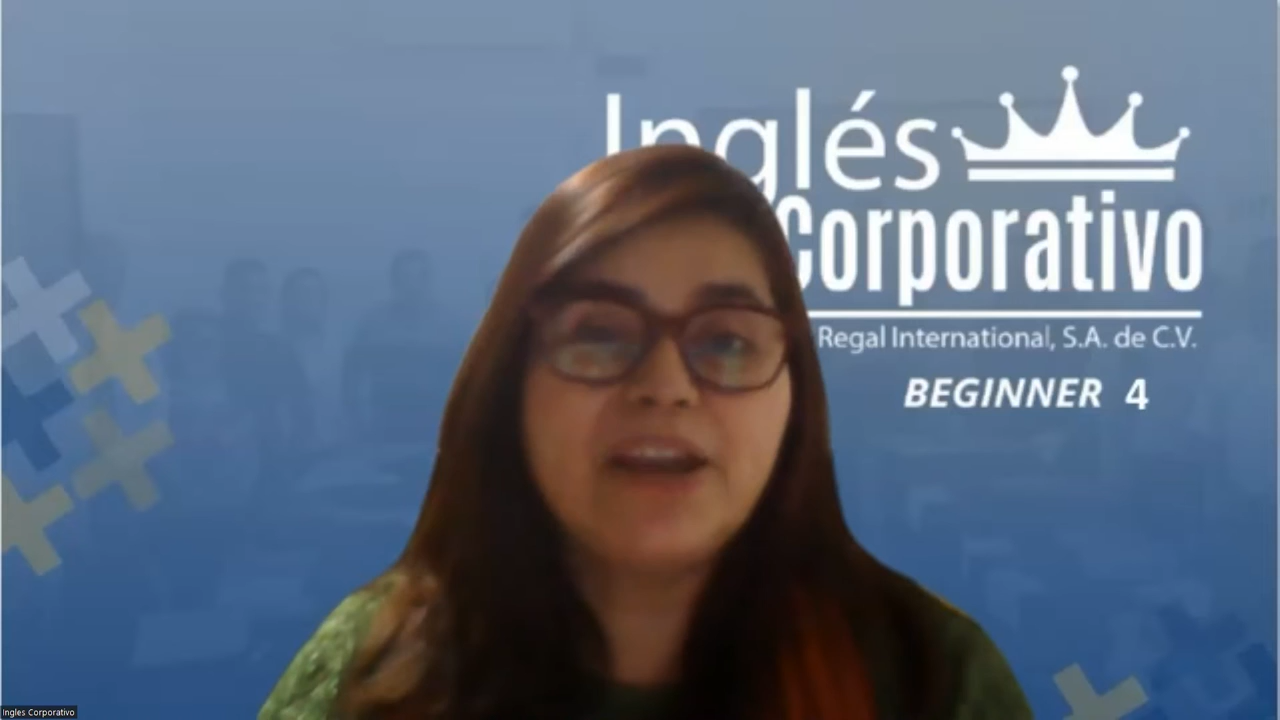 Inglés
Corporativo
Regal International, S.A. de C.V.
BEGINNER 4
Ingles Corporativo